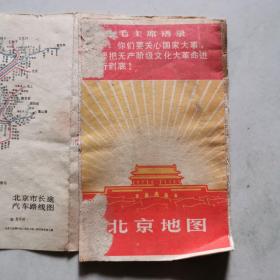 毛主席语录
你们要关心国家大事，
要把无产阶级文化大革命进
行到底！
北京地图
北京市长途
汽车路线图